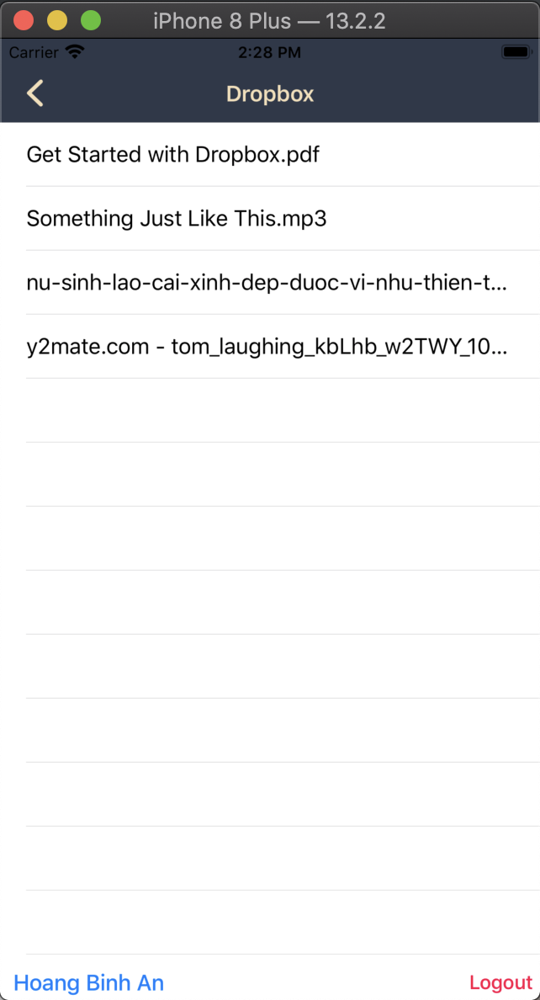 iPhone 8 Plus — 13.2.2
Carrier 2:28 PM
Dropbox
Get Started with Dropbox.pdf
Something Just Like This.mp3
nu-sinh-lao-cai-xinh-dep-duoc-vi-nhu-thien-t...
y2mate.com - tom_laughing_kbLhb_w2TWY_10...
Hoang Binh An Logout